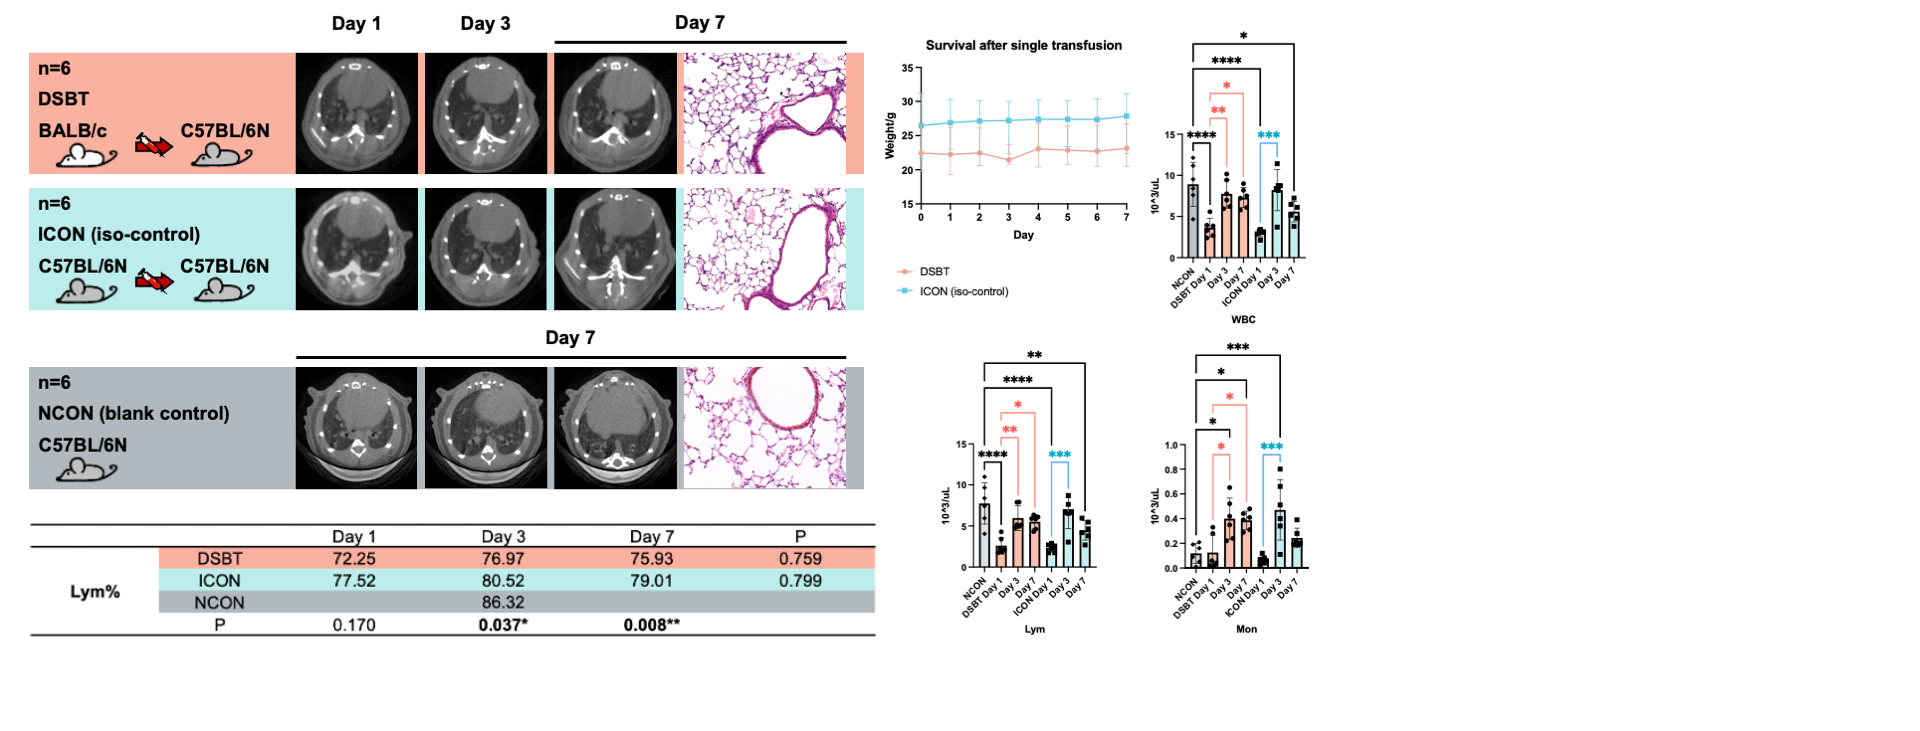 Day 1
Day 3
Day 7
n=6
DSBT
BALB/c
C57BL/6N
n=6
ICON (iso-control)
C57BL/6N
C57BL/6N
Day 7
n=6
NCON (blank control)
C57BL/6N
Day 1 Day 3 Day 7 P
Lym%
DSBT 72.25 76.97 75.93 0.759
ICON 77.52 80.52 79.01 0.799
NCON 86.32
P 0.170 0.037* 0.008**
Survival after single transfusion
Weight/g
35
30
25
20
15
0 1 2 3 4 5 6 7
Day
DSBT
ICON (iso-control)
*
****
*
**
**** ***
10^3/uL
15
10
5
0
NCON
DSBT Day 1
Day 3
Day 7
ICON Day 1
Day 3
Day 7
WBC
**
****
*
**
**** ***
10^3/uL
15
10
5
0
NCON
DSBT Day 1
Day 3
Day 7
ICON Day 1
Day 3
Day 7
Lym
***
*
*
*
* ***
10^3/uL
1.0
0.8
0.6
0.4
0.2
0.0
NCON
DSBT Day 1
Day 3
Day 7
ICON Day 1
Day 3
Day 7
Mon